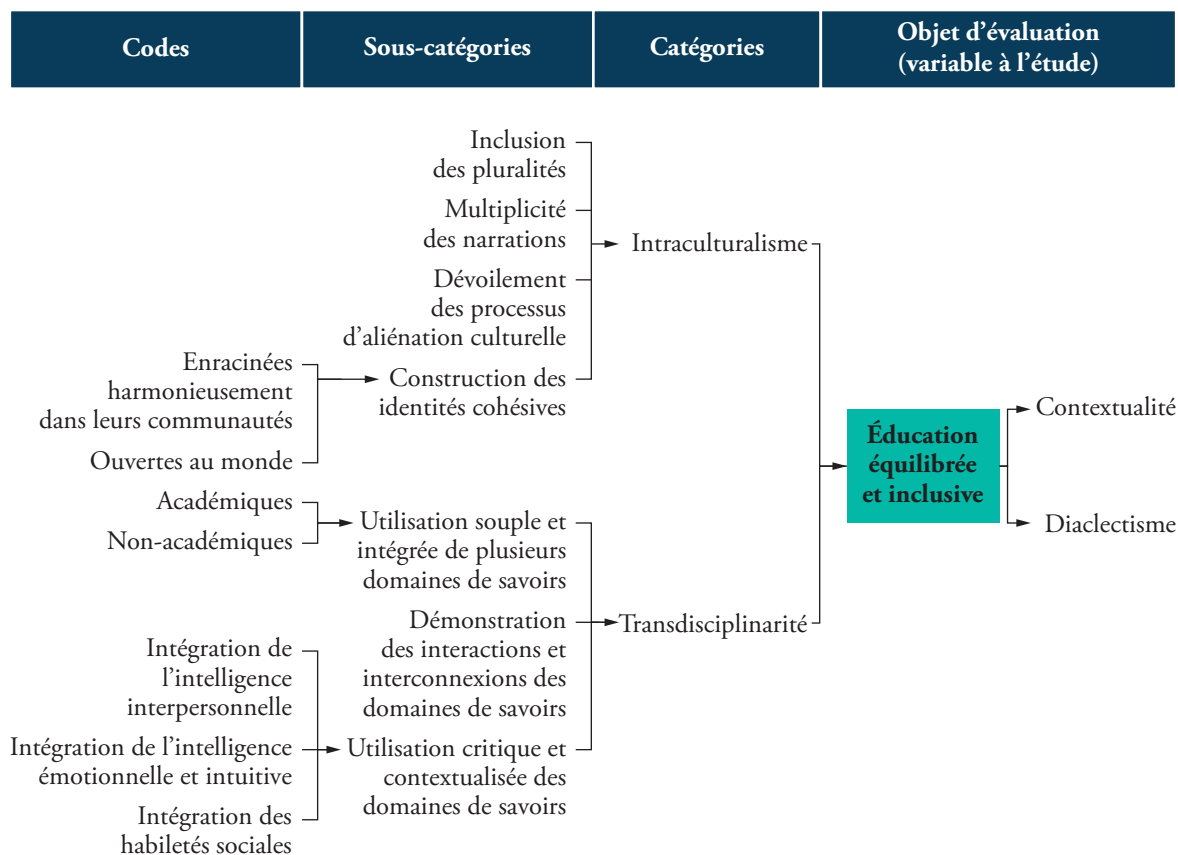 Codes
Sous-catégories
Catégories
Objet d’évaluation
(variable à l’étude)
Inclusion
des pluralités
Multiplicité
des narrations
Dévoilement
des processus
d’aliénation culturelle
Construction des
identités cohésives
Enracinées
harmonieusement
dans leurs communautés
Ouvertes au monde
Académiques
Non-académiques
Utilisation souple et
intégrée de plusieurs
domaines de savoirs
Démonstration
des interactions et
interconnexions des
domaines de savoirs
Intégration de
l’intelligence
interpersonnelle
Intégration de l’intelligence
émotionnelle et intuitive
Intégration des
habiletés sociales
Utilisation critique et
contextualisée des
domaines de savoirs
Intraculturalisme
Transdisciplinarité
Éducation
équilibrée
et inclusive
Contextualité
Diaclectisme